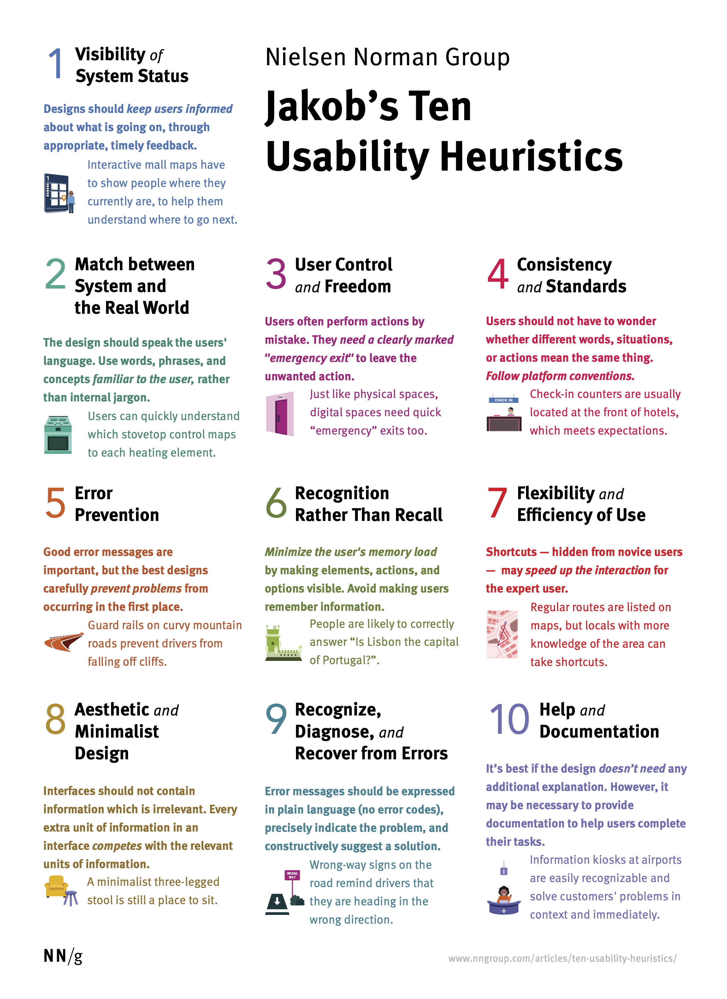 1 Visibility of
System Status
Designs should keep users informed
about what is going on, through
appropriate, timely feedback.
1
Interactive mall maps have
to show people where they
currently are, to help them
understand where to go next.
Nielsen Norman Group
Jakob’s Ten
Usability Heuristics
2 Match between
System and
the Real World
The design should speak the users'
language. Use words, phrases, and
concepts familiar to the user, rather
than internal jargon.
Users can quickly understand
which stovetop control maps
to each heating element.
3 User Control
and Freedom
Users often perform actions by
mistake. They need a clearly marked
"emergency exit" to leave the
unwanted action.
EXIT
Just like physical spaces,
digital spaces need quick
“emergency” exits too.
4 Consistency
and Standards
Users should not have to wonder
whether different words, situations,
or actions mean the same thing.
Follow platform conventions.
CHECK IN
Check-in counters are usually
located at the front of hotels,
which meets expectations.
5 Error
Prevention
Good error messages are
important, but the best designs
carefully prevent problems from
occurring in the first place.
Guard rails on curvy mountain
roads prevent drivers from
falling off cliffs.
6 Recognition
Rather Than Recall
Minimize the user's memory load
by making elements, actions, and
options visible. Avoid making users
remember information.
People are likely to correctly
answer “Is Lisbon the capital
of Portugal?”.
7 Flexibility and
Efficiency of Use
Shortcuts — hidden from novice users
— may speed up the interaction for
the expert user.
Regular routes are listed on
maps, but locals with more
knowledge of the area can
take shortcuts.
8 Aesthetic and
Minimalist
Design
Interfaces should not contain
information which is irrelevant. Every
extra unit of information in an
interface competes with the relevant
units of information.
A minimalist three-legged
stool is still a place to sit.
9 Recognize,
Diagnose, and
Recover from Errors
Error messages should be expressed
in plain language (no error codes),
precisely indicate the problem, and
constructively suggest a solution.
WRONG
WAY
Wrong-way signs on the
road remind drivers that
they are heading in the
wrong direction.
10 Help and
Documentation
It’s best if the design doesn’t need any
additional explanation. However, it
may be necessary to provide
documentation to help users complete
their tasks.
i
Information kiosks at airports
are easily recognizable and
solve customers' problems in
context and immediately.
NN/g
www.nngroup.com/articles/ten-usability-heuristics/